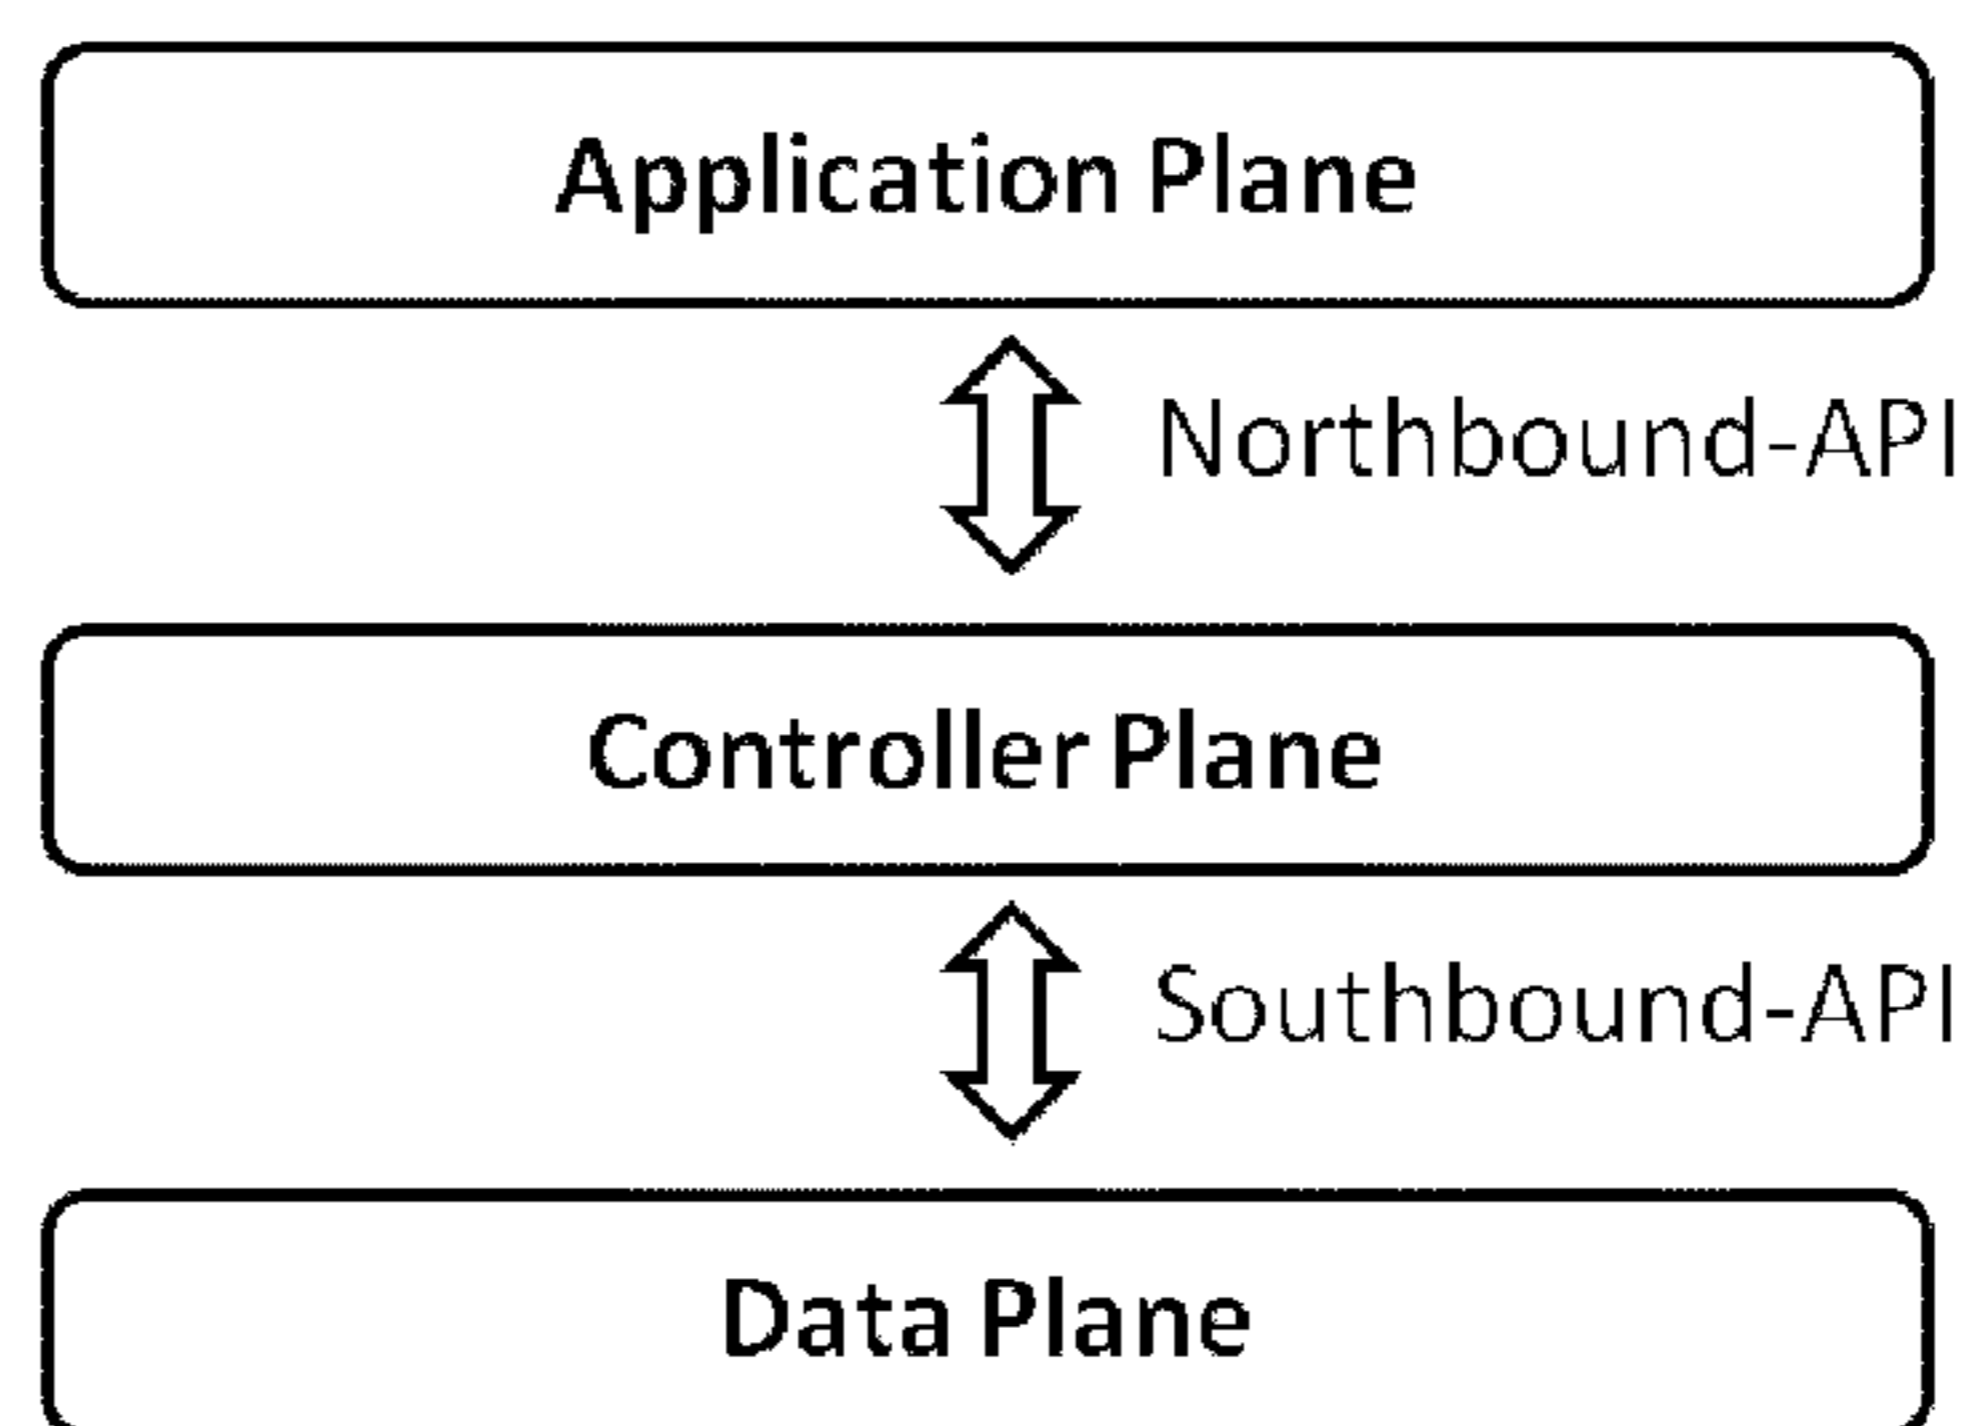 Application Plane
Northbound-API
Controller Plane
Southbound-API
Data Plane